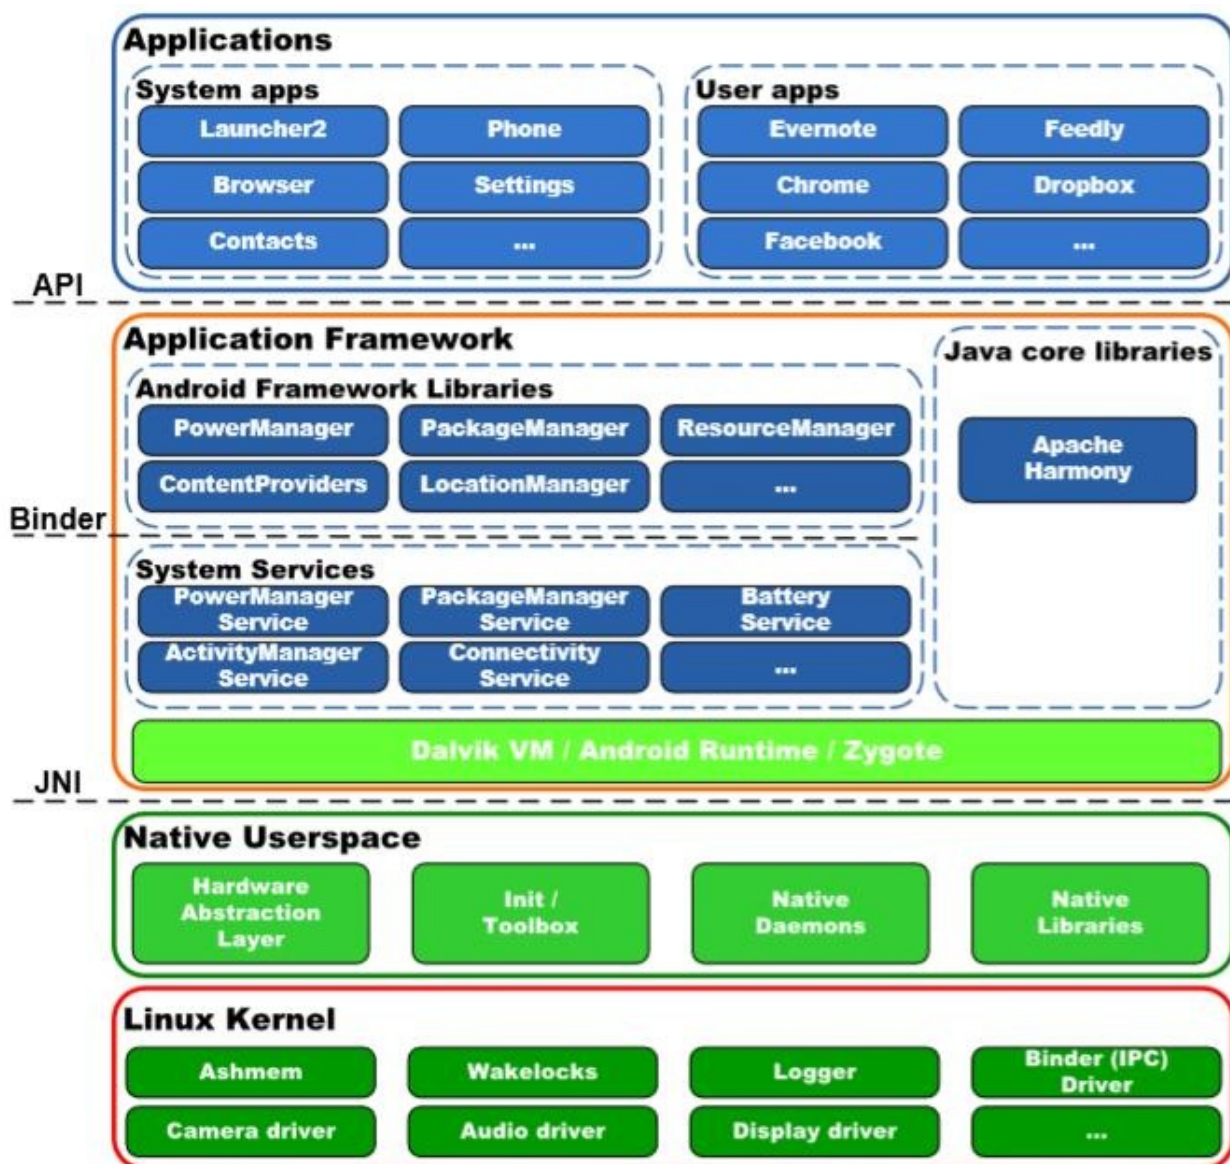 Applications
System apps
User apps
Launcher2
Phone
Evernote
Feedly
Browser
Settings
Chrome
Dropbox
Contacts
...
Facebook
...
API
Application Framework
Java core libraries
Android Framework Libraries
PowerManager
PackageManager
ResourceManager
Apache
Harmony
ContentProviders
LocationManager
...
Binder
System Services
PowerManager
Service
PackageManager
Service
Battery
Service
ActivityManager
Service
Connectivity
Service
...
Dalvik VM / Android Runtime / Zygote
JNI
Native Userspace
Hardware
Abstraction
Layer
Init /
Toolbox
Native
Daemons
Native
Libraries
Linux Kernel
Ashmem
Wakelocks
Logger
Binder (IPC)
Driver
Camera driver
Audio driver
Display driver
...